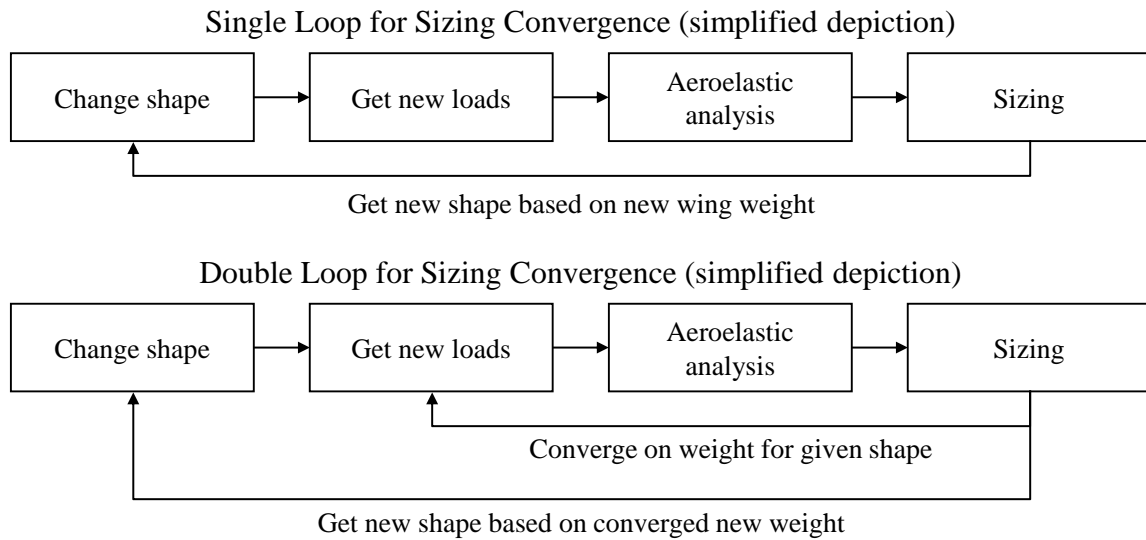 Single Loop for Sizing Convergence (simplified depiction)
Change shape
Get new loads
Aeroelastic
analysis
Sizing
Get new shape based on new wing weight
Double Loop for Sizing Convergence (simplified depiction)
Change shape
Get new loads
Aeroelastic
analysis
Sizing
Converge on weight for given shape
Get new shape based on converged new weight